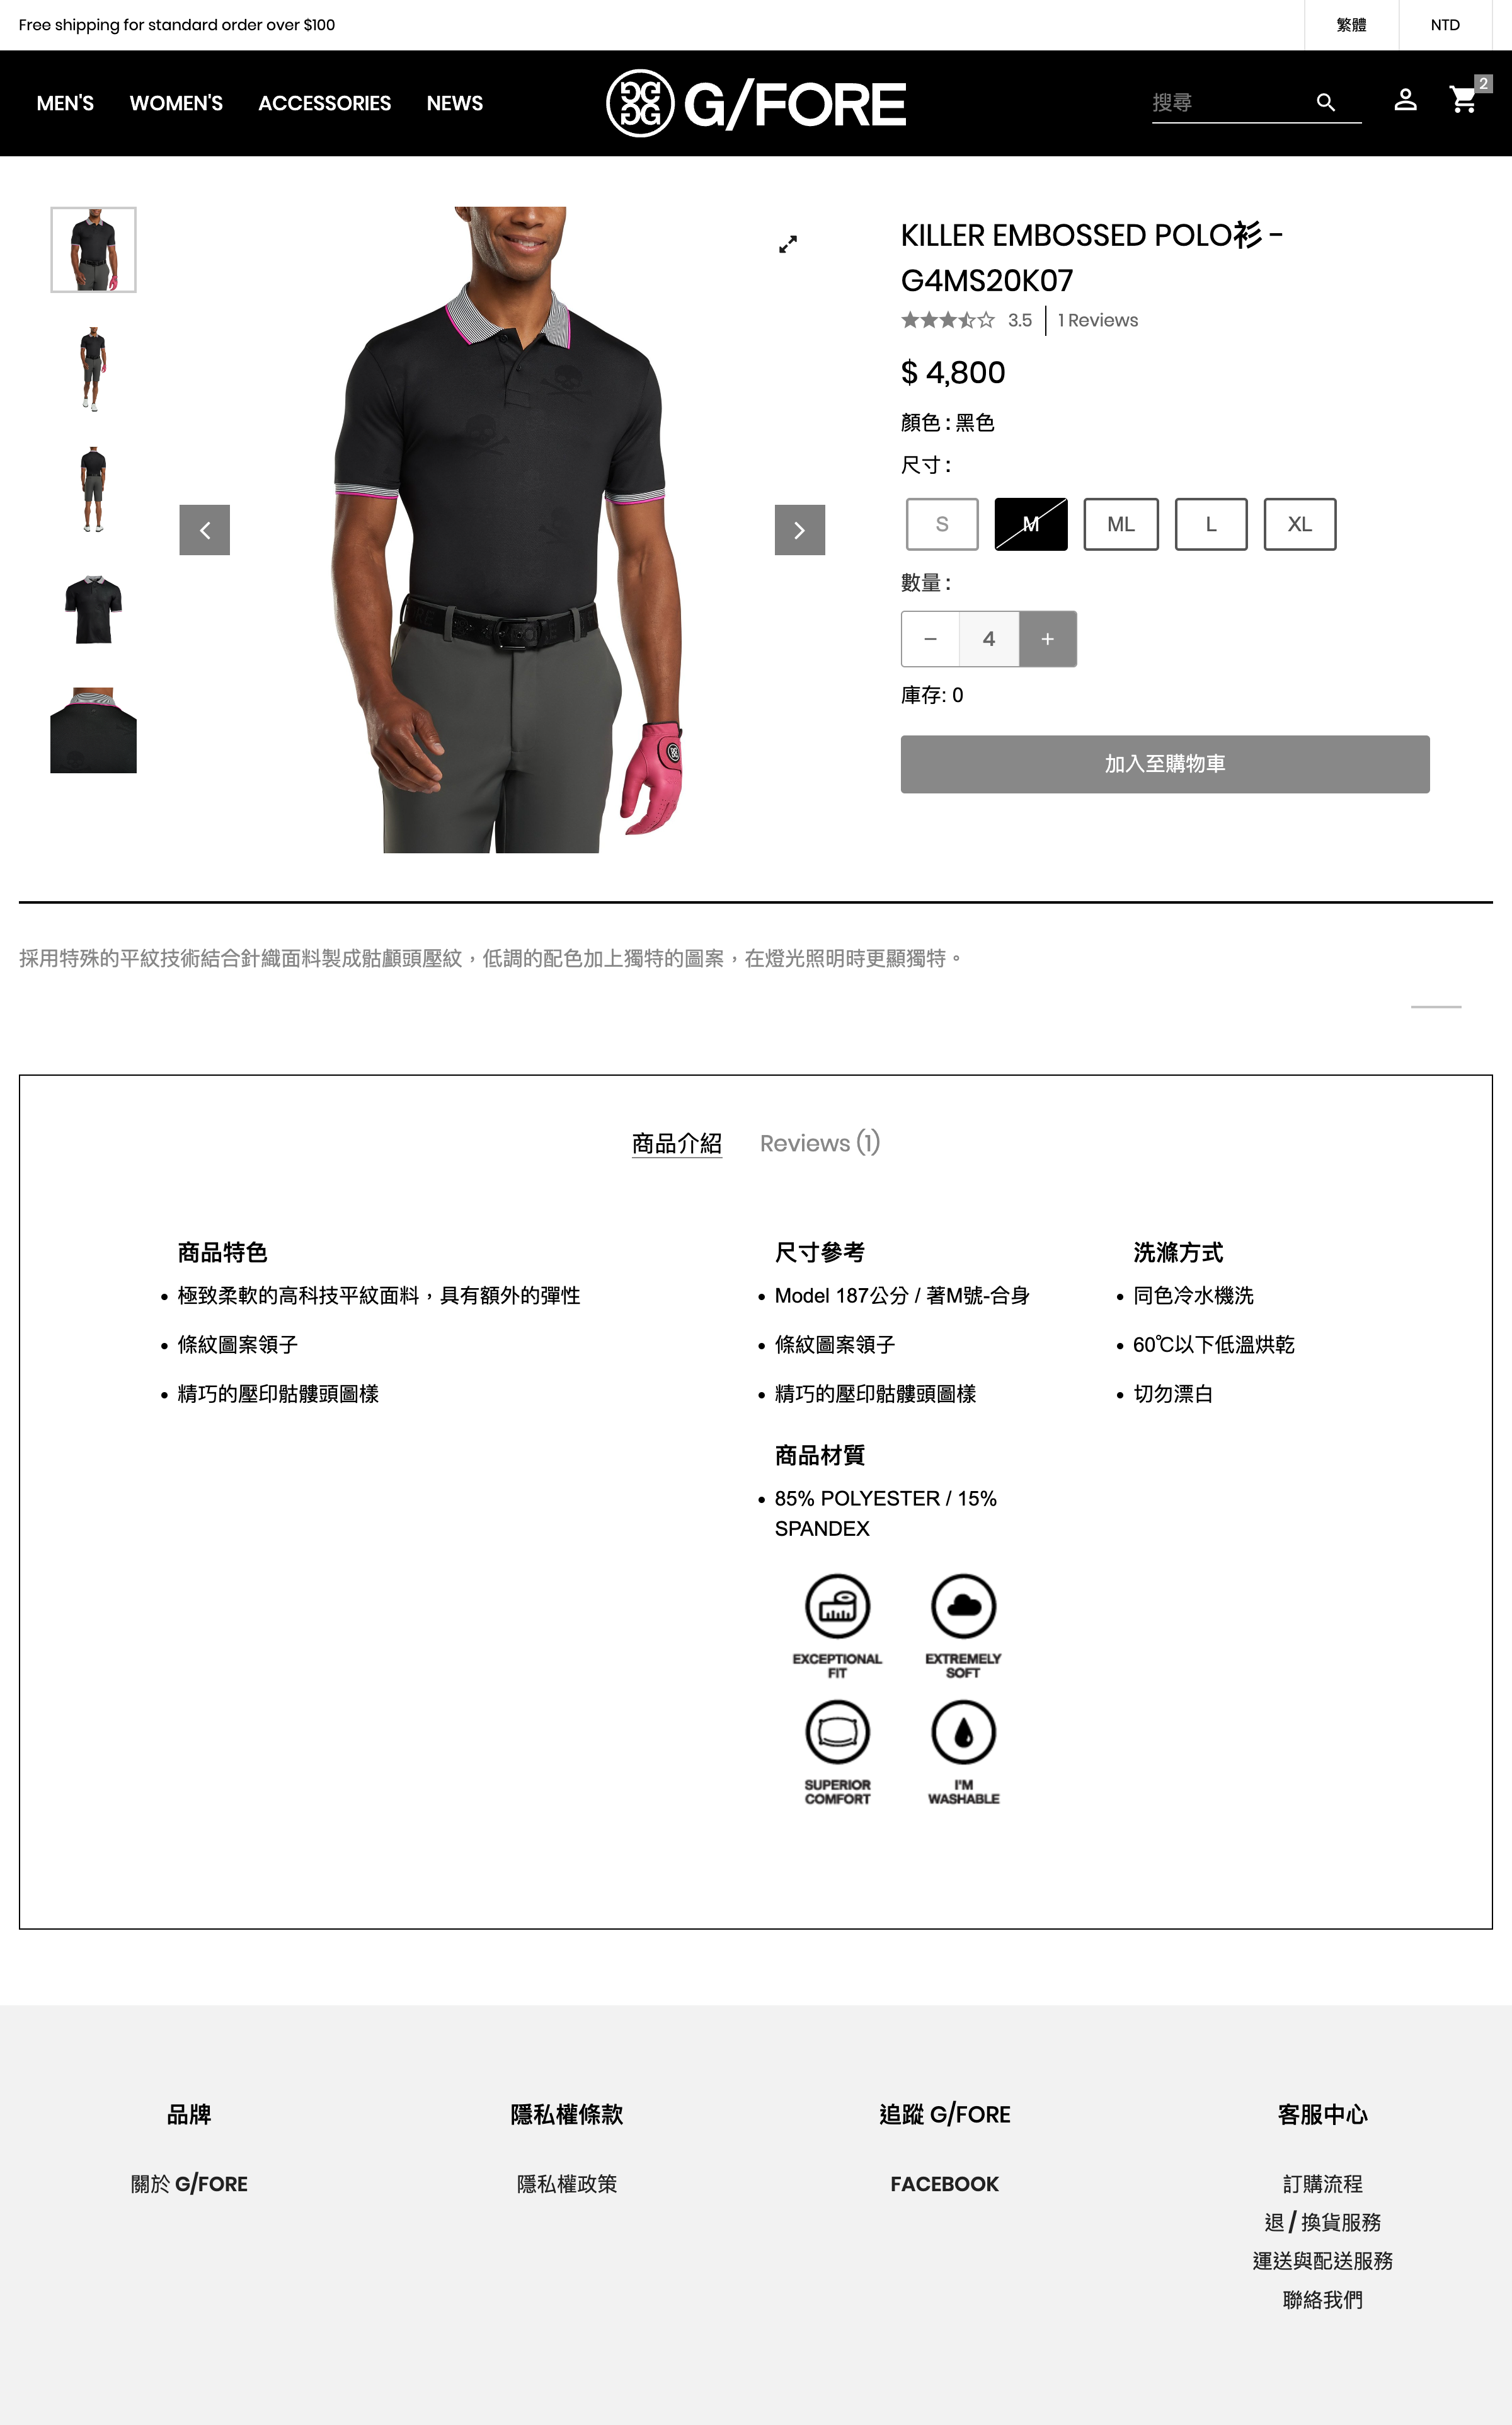 Free shipping for standard order over $100
繁體
NTD
MEN'S
WOMEN'S
ACCESSORIES
NEWS
G/FORE
搜尋
2
KILLER EMBOSSED POLO衫 -
G4MS20K07
3.5
1 Reviews
$ 4,800
顏色 : 黑色
尺寸 :
S
M
ML
L
XL
數量 :
− 4 +
庫存: 0
加入至購物車
採用特殊的平紋技術結合針織面料製成骷顱頭壓紋，低調的配色加上獨特的圖案，在燈光照明時更顯獨特。
商品介紹
Reviews (1)
商品特色
極致柔軟的高科技平紋面料，具有額外的彈性
條紋圖案領子
精巧的壓印骷髏頭圖樣
尺寸參考
Model 187公分 / 著M號-合身
條紋圖案領子
精巧的壓印骷髏頭圖樣
商品材質
85% POLYESTER / 15%
SPANDEX
EXCEPTIONAL
FIT
EXTREMELY
SOFT
SUPERIOR
COMFORT
I'M
WASHABLE
洗滌方式
同色冷水機洗
60℃以下低溫烘乾
切勿漂白
品牌
關於 G/FORE
隱私權條款
隱私權政策
追蹤 G/FORE
FACEBOOK
客服中心
訂購流程
退 / 換貨服務
運送與配送服務
聯絡我們